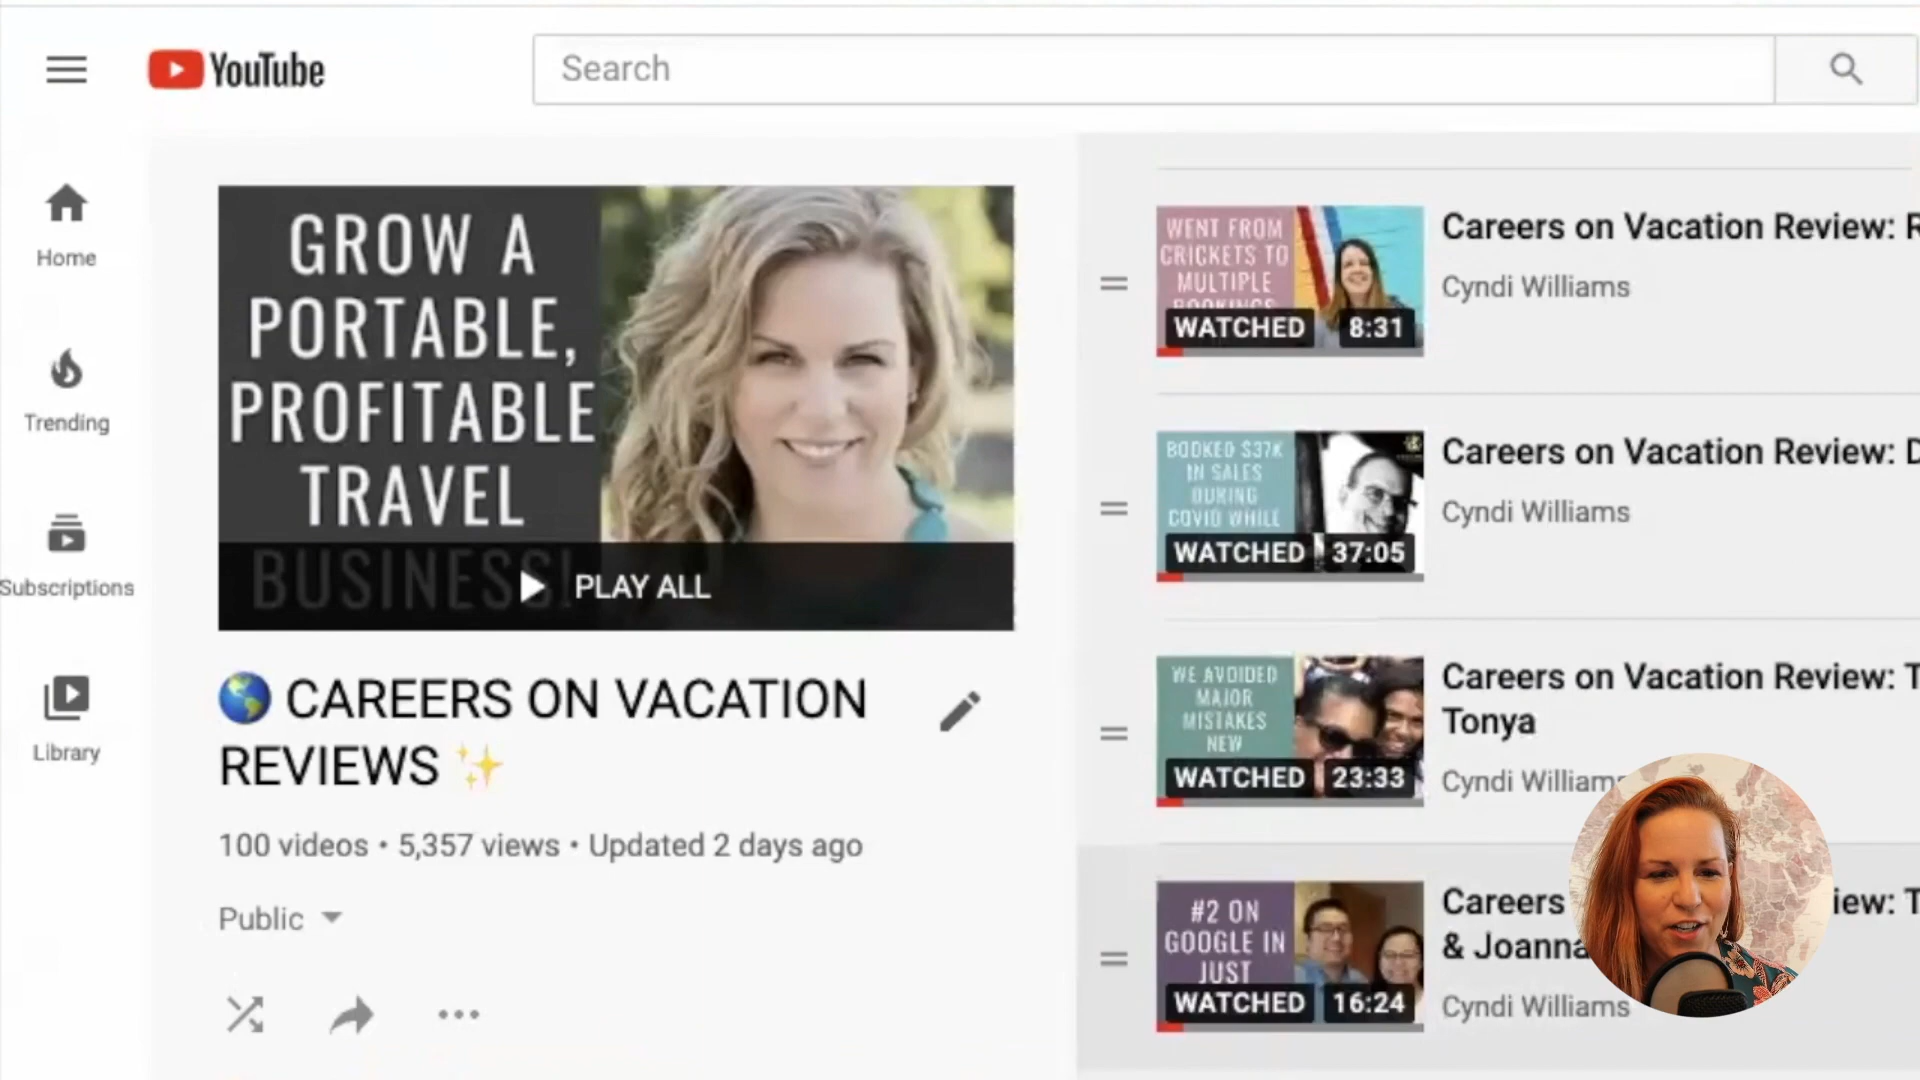 YouTube
Search
Home
Trending
Subscriptions
Library
GROW A
PORTABLE,
PROFITABLE
TRAVEL
BUSINESS!
PLAY ALL
🌎 CAREERS ON VACATION
REVIEWS ✨
100 videos • 5,357 views • Updated 2 days ago
Public
WENT FROM
CRICKETS TO
MULTIPLE
BOOKINGS
WATCHED 8:31
Careers on Vacation Review: R
Cyndi Williams
BOOKED $37K
IN SALES
DURING
COVID WHILE
WATCHED 37:05
Careers on Vacation Review: D
Cyndi Williams
WE AVOIDED
MAJOR
MISTAKES
NEW
WATCHED 23:33
Careers on Vacation Review: T
Tonya
Cyndi Williams
#2 ON
GOOGLE IN
JUST
WATCHED 16:24
Careers iew: T
& Joanna
Cyndi Williams